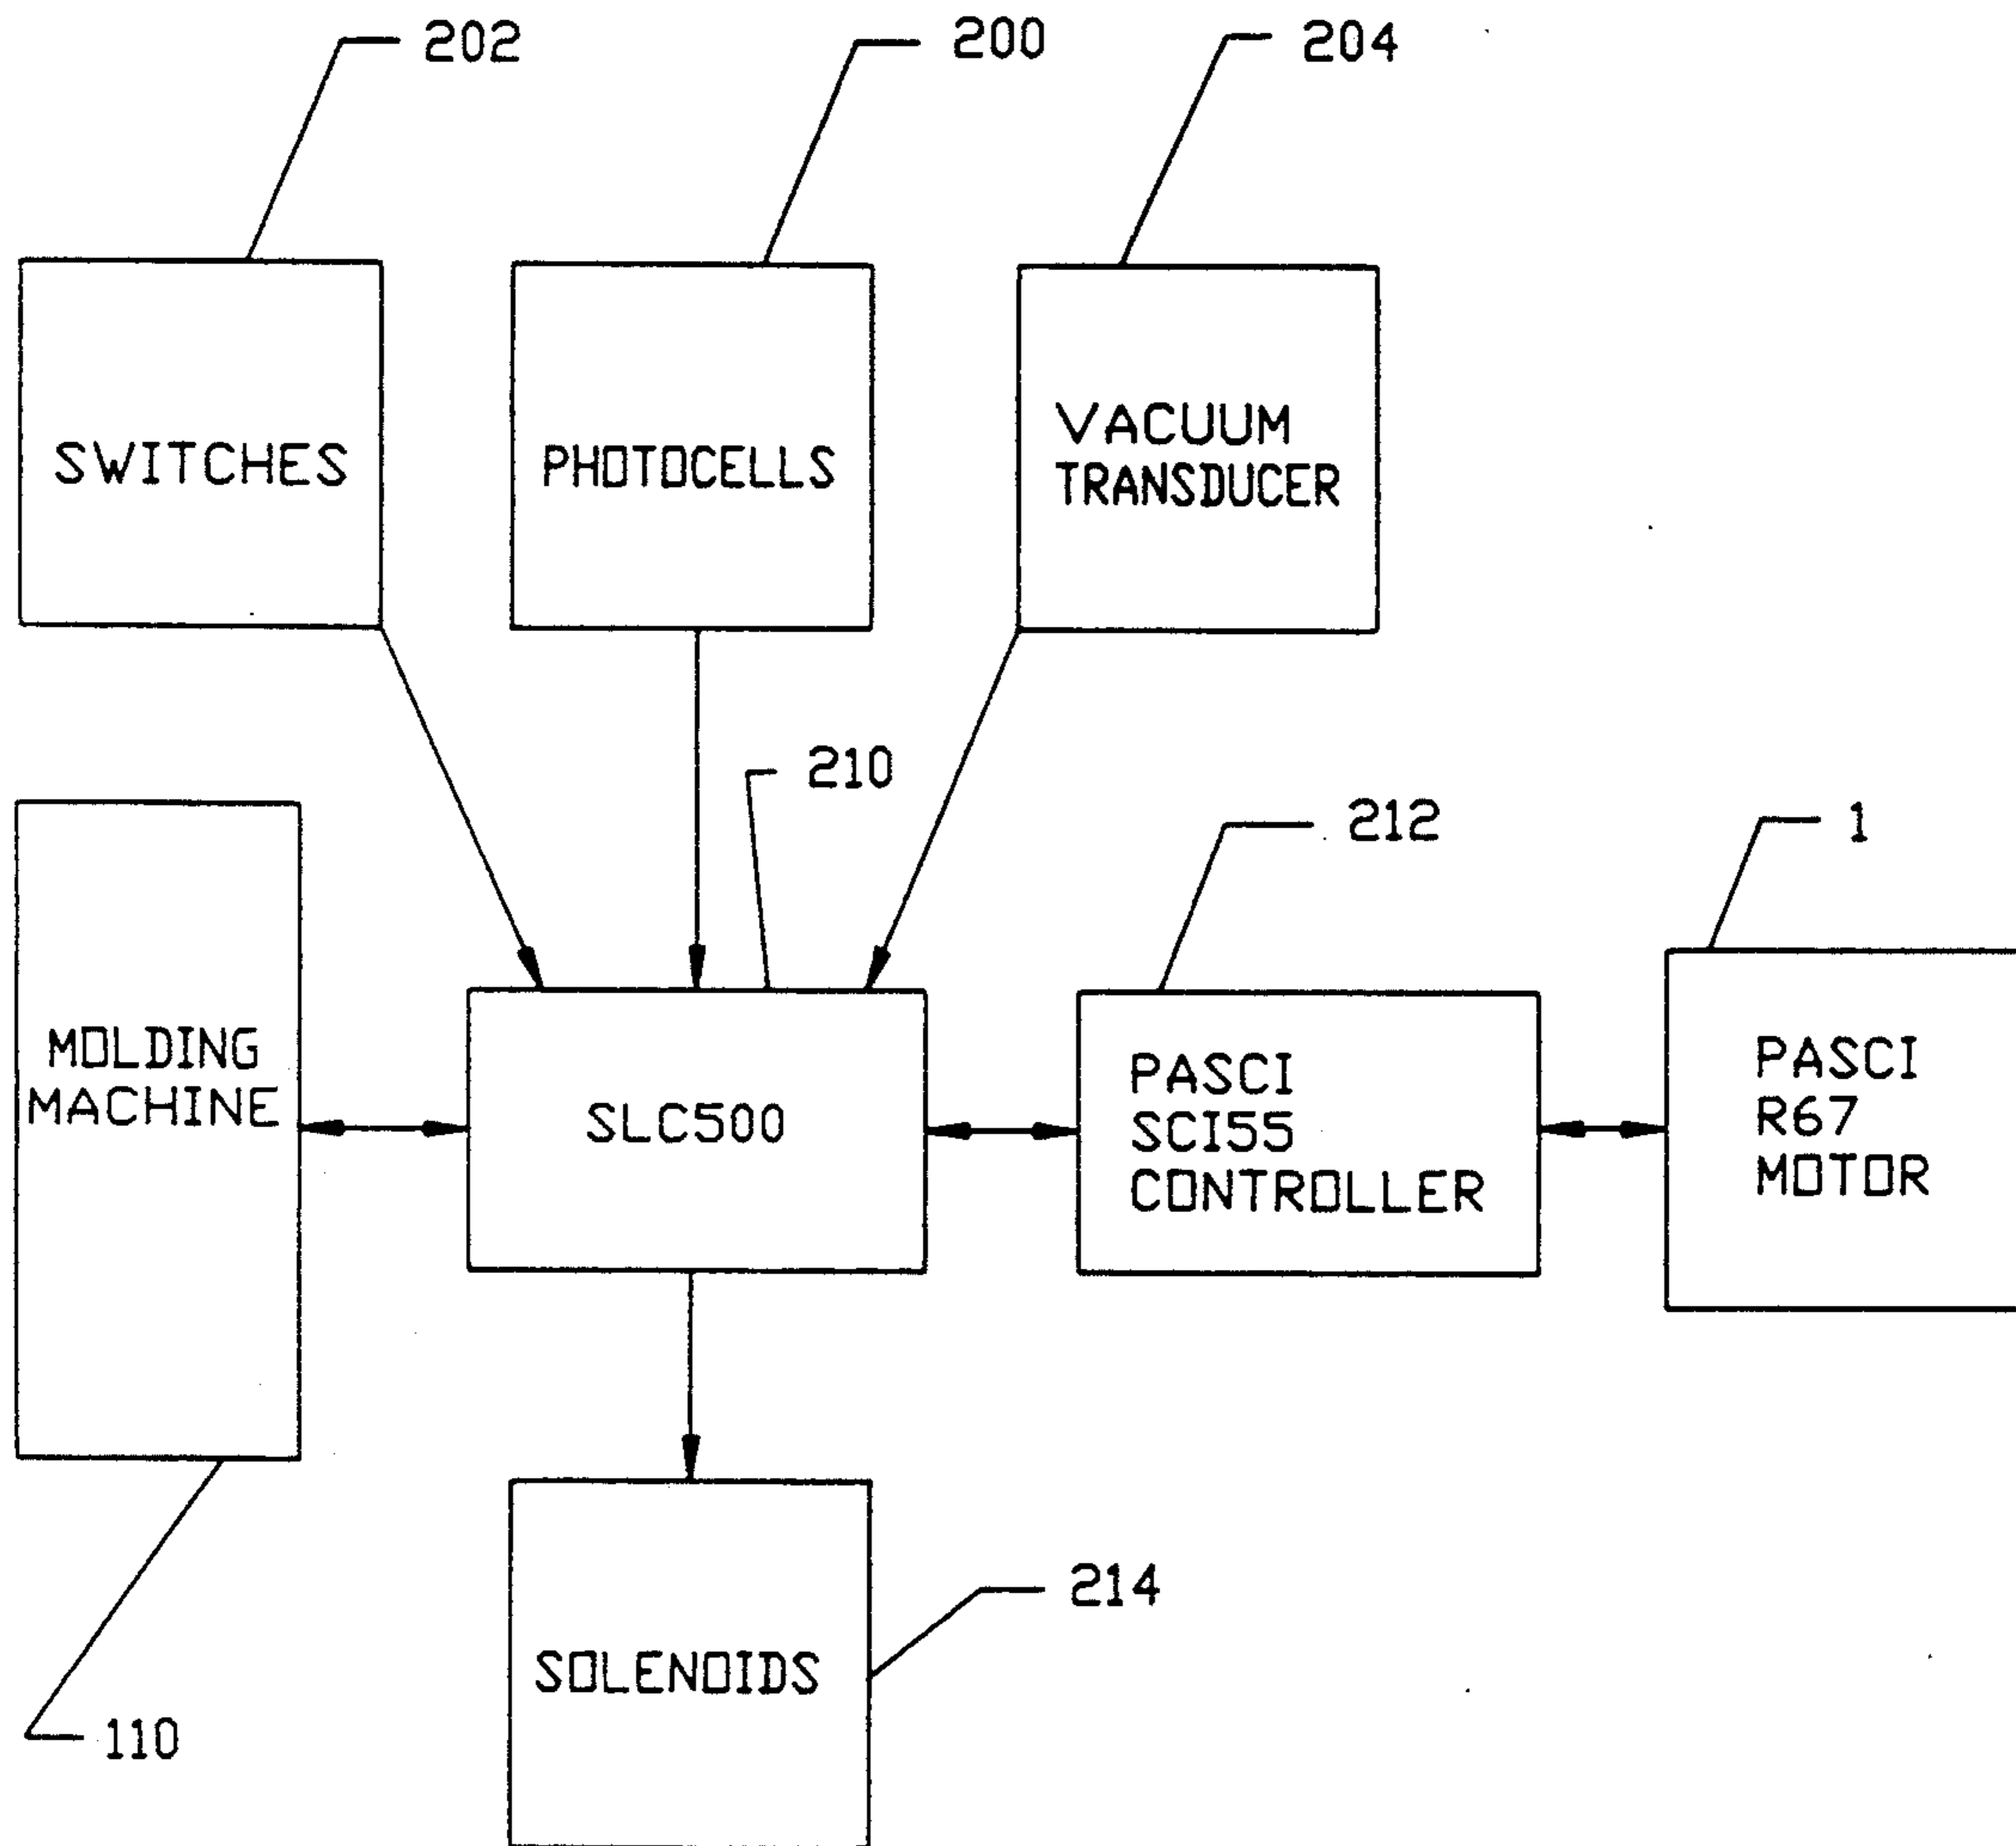 202
200
204
SWITCHES
PHOTOCELLS
VACUUM
TRANSDUCER
210
212
1
MOLDING
MACHINE
SLC500
PASCI
SCI55
CONTROLLER
PASCI
R67
MOTOR
214
SOLENOIDS
110